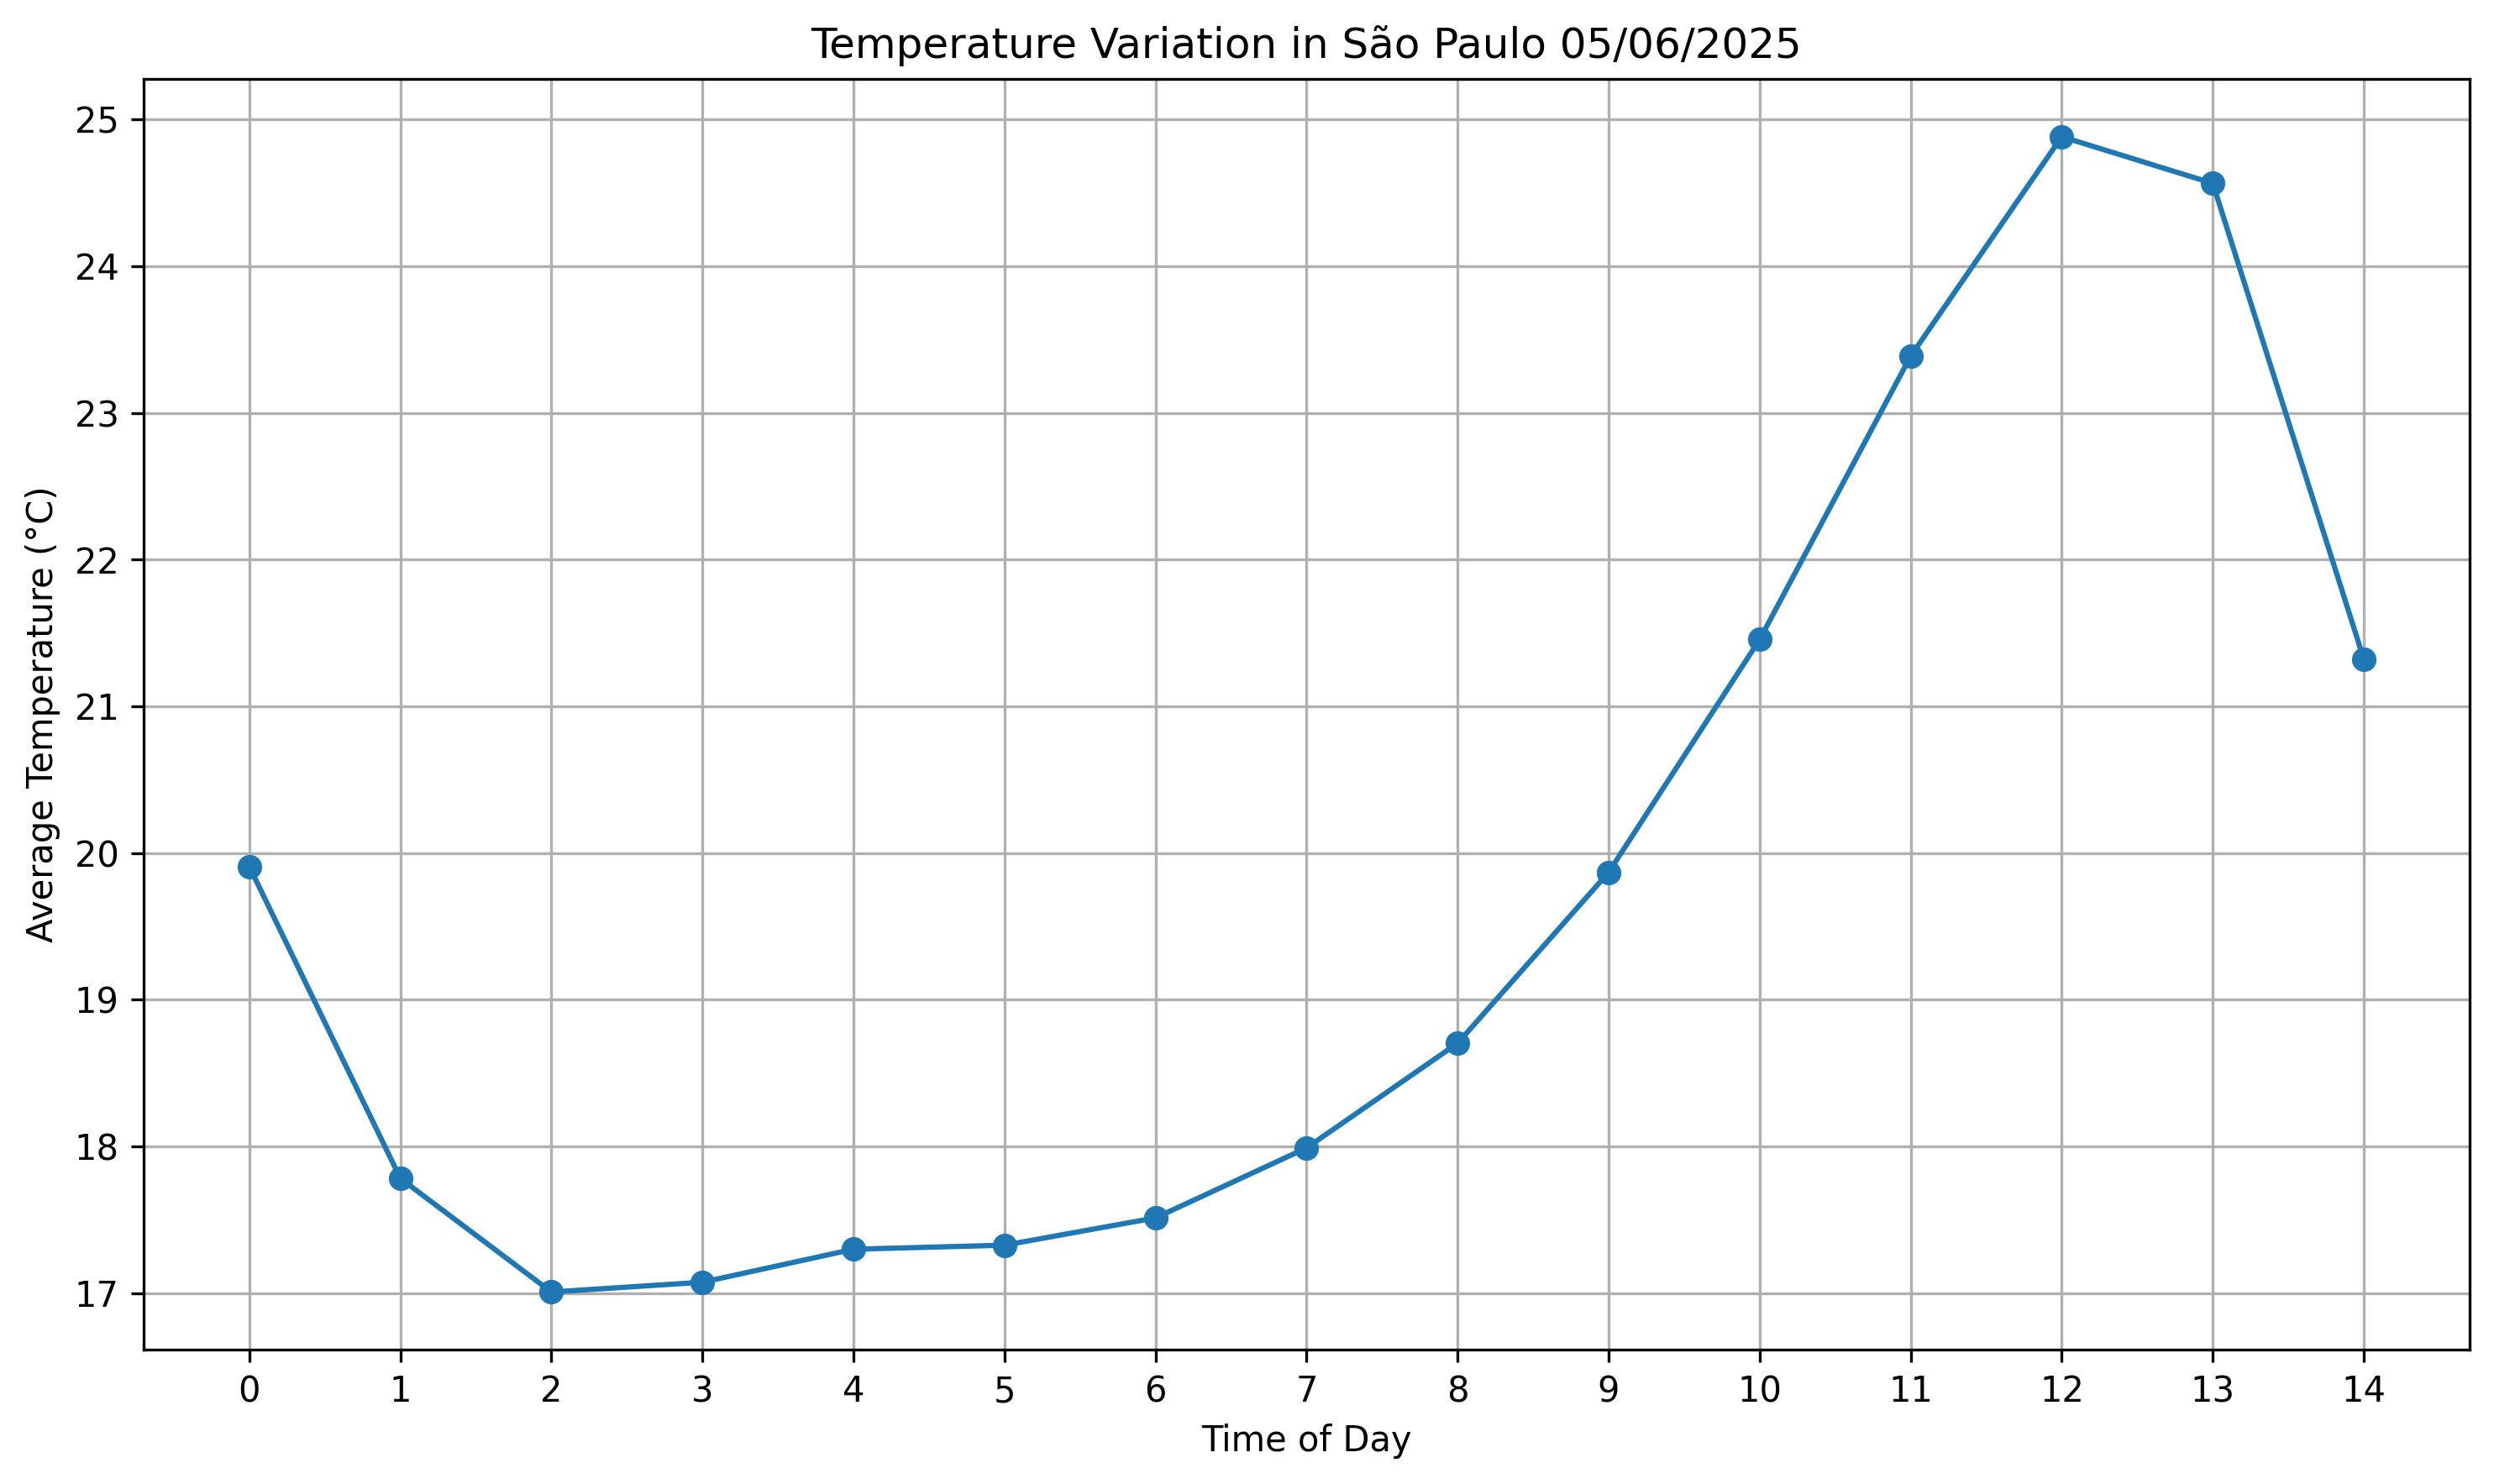 Temperature Variation in São Paulo 05/06/2025
25
24
23
22
21
20
19
18
17
Average Temperature (°C)
0 1 2 3 4 5 6 7 8 9 10 11 12 13 14
Time of Day